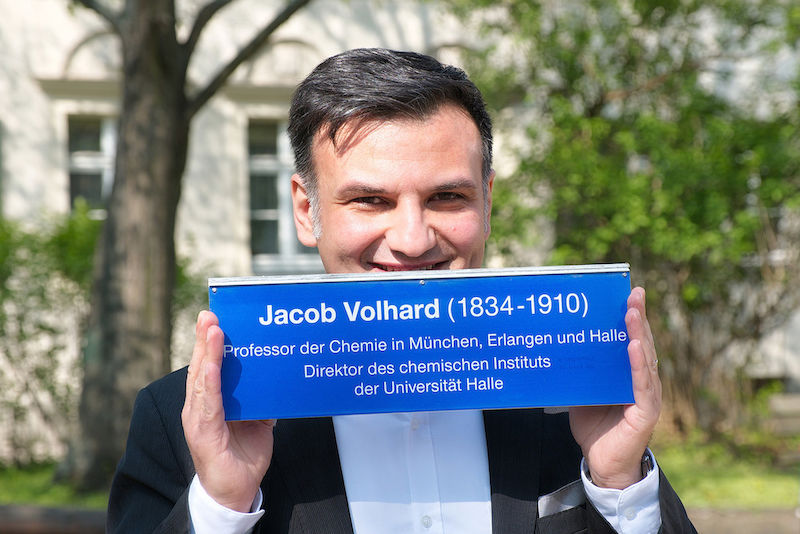 Jacob Volhard (1834-1910)
Professor der Chemie in München, Erlangen und Halle
Direktor des chemischen Instituts
der Universität Halle